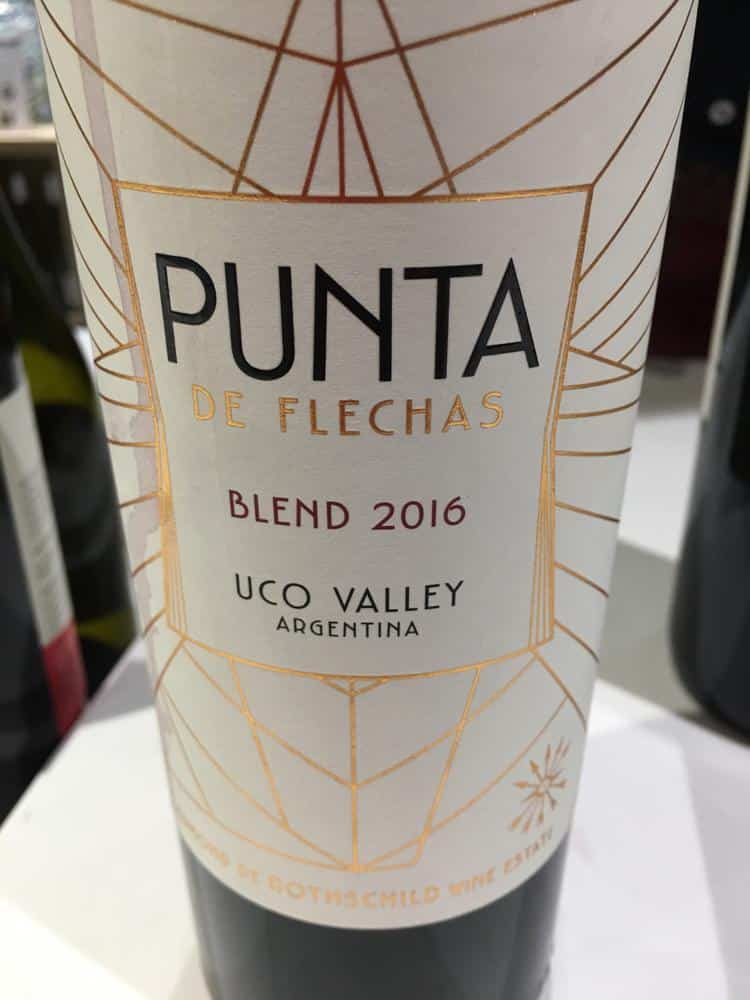 PUNTA
DE FLECHAS
BLEND 2016
UCO VALLEY
ARGENTINA
DE ROTHSCHILD WINE ESTATE